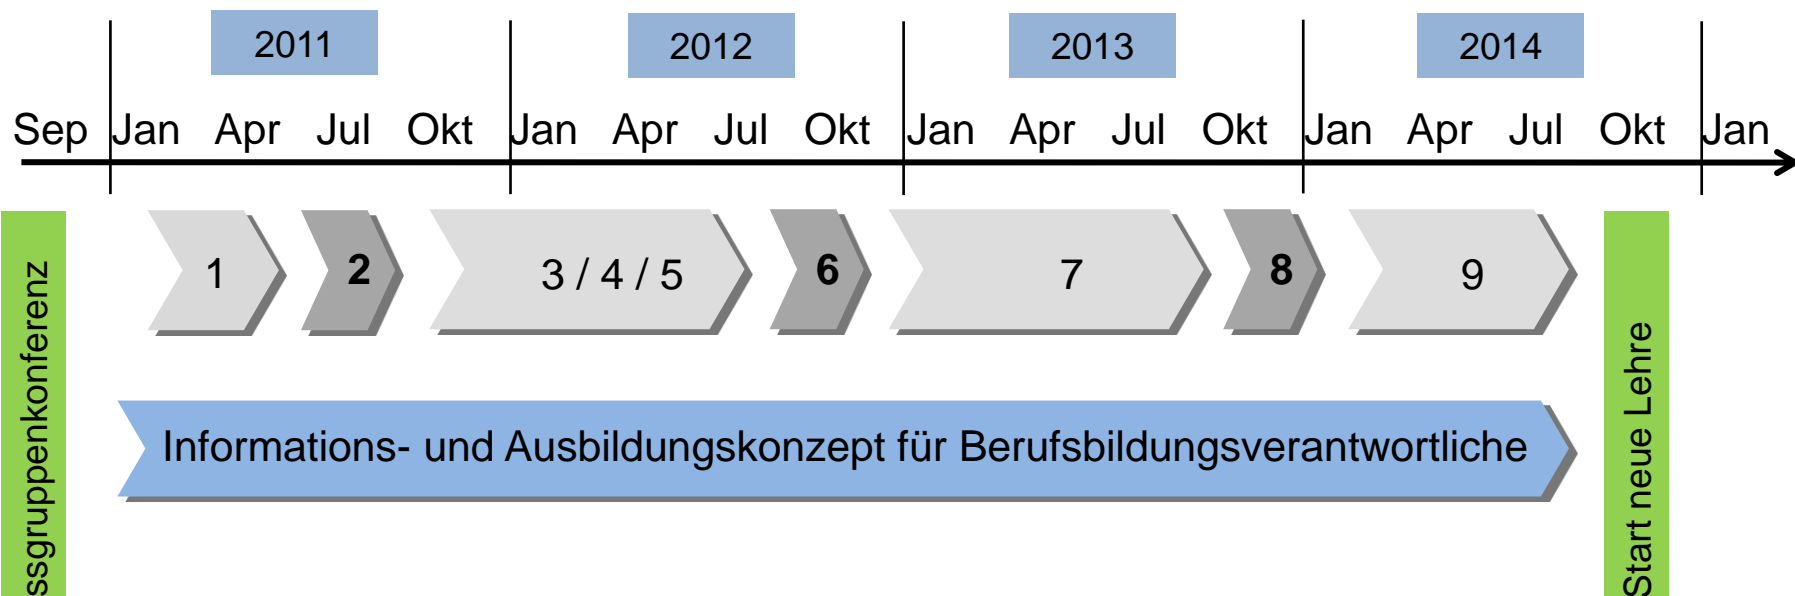 2011
2012
2013
2014
Sep Jan Apr Jul Okt Jan Apr Jul Okt Jan Apr Jul Okt Jan Apr Jul Okt Jan
1
2
3 / 4 / 5
6
7
8
9
ssgruppenkonferenz
Informations- und Ausbildungskonzept für Berufsbildungsverantwortliche
Start neue Lehre